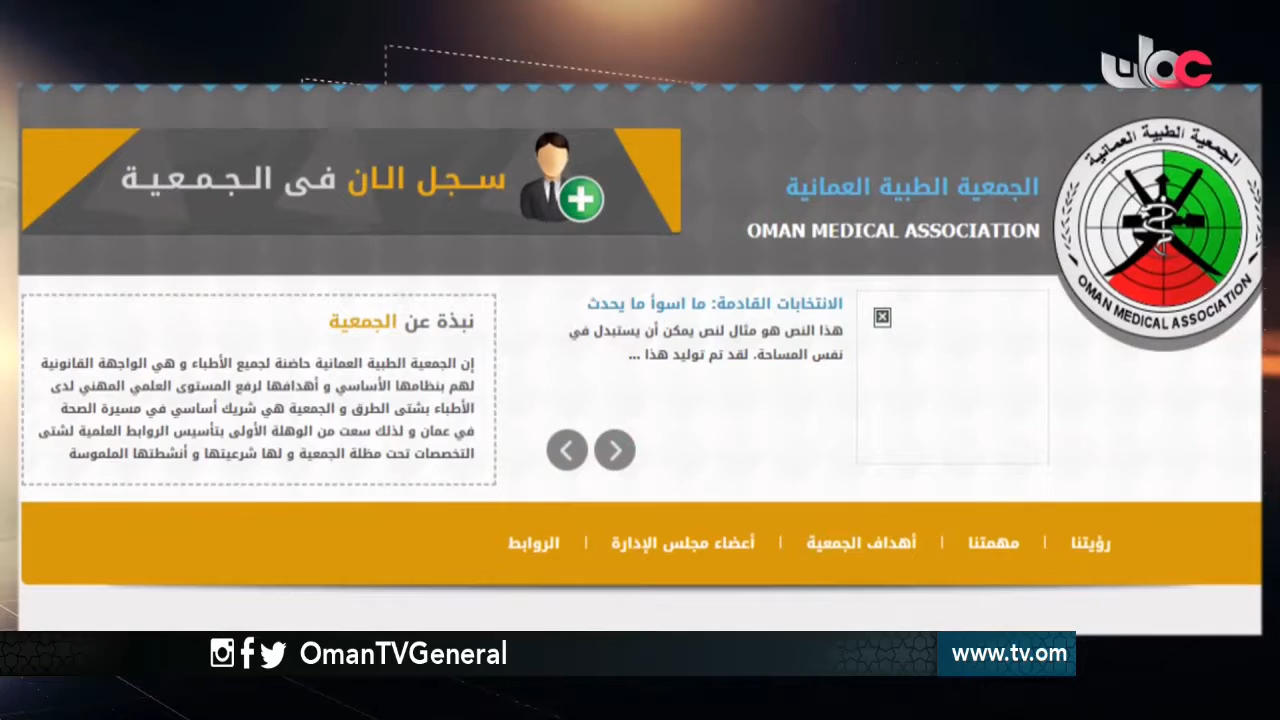 عمان
سجل الان فى الجمعية
الجمعية الطبية العمانية
OMAN MEDICAL ASSOCIATION
الجمعية الطبية العمانية
OMAN MEDICAL ASSOCIATION
الانتخابات القادمة: ما اسوأ ما يحدث
هذا النص هو مثال لنص يمكن أن يستبدل في
نفس المساحة. لقد تم توليد هذا ...
نبذة عن الجمعية
إن الجمعية الطبية العمانية حاضنة لجميع الأطباء و هي الواجهة القانونية
لهم بنظامها الأساسي و أهدافها لرفع المستوى العلمي المهني لدى
الأطباء بشتى الطرق و الجمعية هي شريك أساسي في مسيرة الصحة
في عمان و لذلك سعت من الوهلة الأولى بتأسيس الروابط العلمية لشتى
التخصصات تحت مظلة الجمعية و لها شرعيتها و أنشطتها الملموسة
رؤيتنا | مهمتنا | أهداف الجمعية | أعضاء مجلس الإدارة | الروابط
OmanTVGeneral
www.tv.om